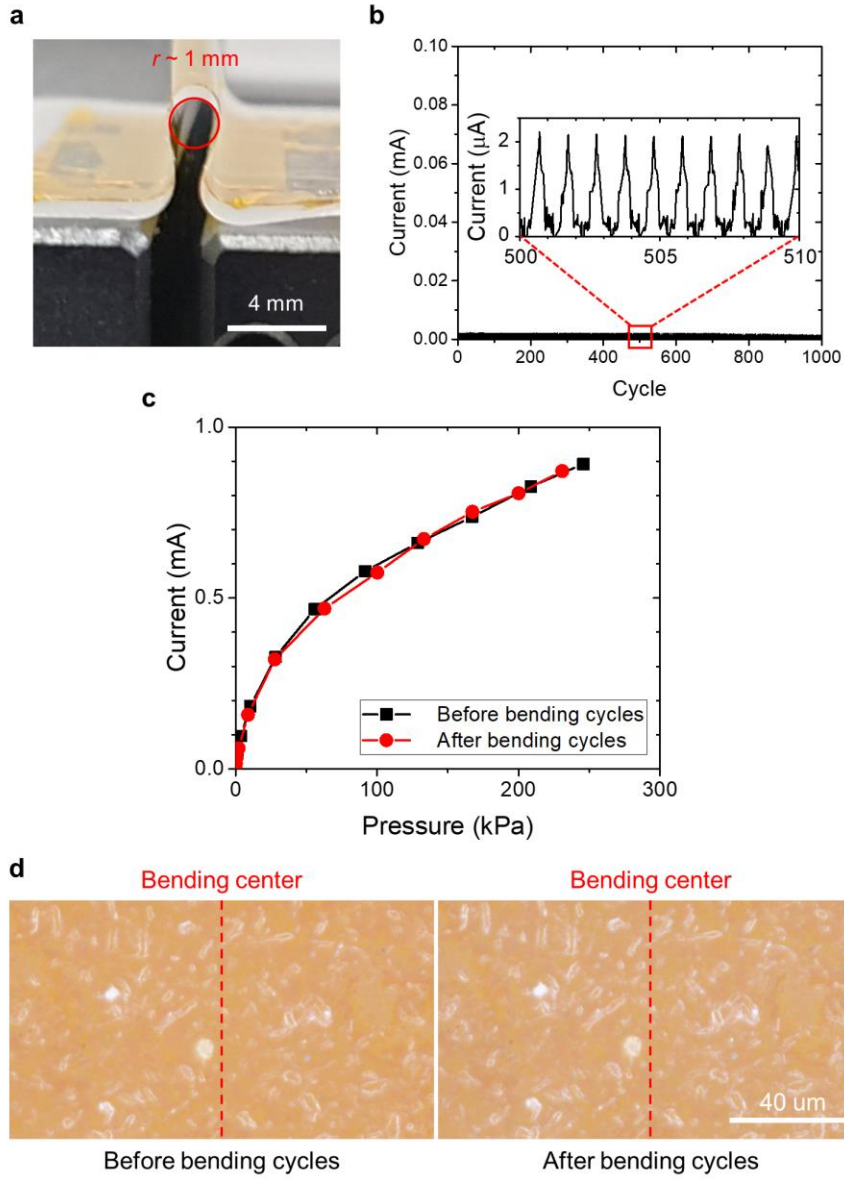 a
r ~ 1 mm
4 mm
b
0.10
0.08
0.06
0.04
0.02
0.00
Current (mA)
2
1
0
Current (μA)
500
505
510
0
200
400
600
800
1000
Cycle
c
1.0
0.5
0.0
Current (mA)
Before bending cycles
After bending cycles
0
100
200
300
Pressure (kPa)
d
Bending center
Bending center
40 um
Before bending cycles
After bending cycles